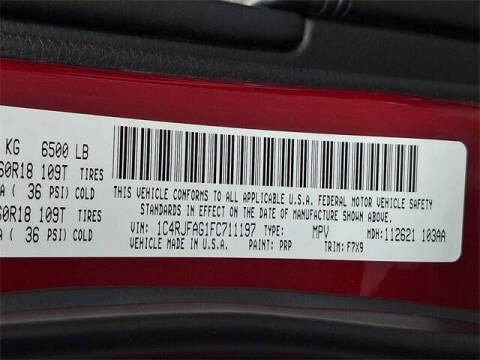 KG 6500 LB
60R18 109T TIRES
A ( 36 PSI) COLD
60R18 109T TIRES
A ( 36 PSI) COLD
THIS VEHICLE CONFORMS TO ALL APPLICABLE U.S.A. FEDERAL MOTOR VEHICLE SAFETY
STANDARDS IN EFFECT ON THE DATE OF MANUFACTURE SHOWN ABOVE.
VIN: 1C4RJFAG1FC711197 TYPE: MPV MDH: 112621 103AA
VEHICLE MADE IN U.S.A. PAINT: PRP TRIM: F7X9